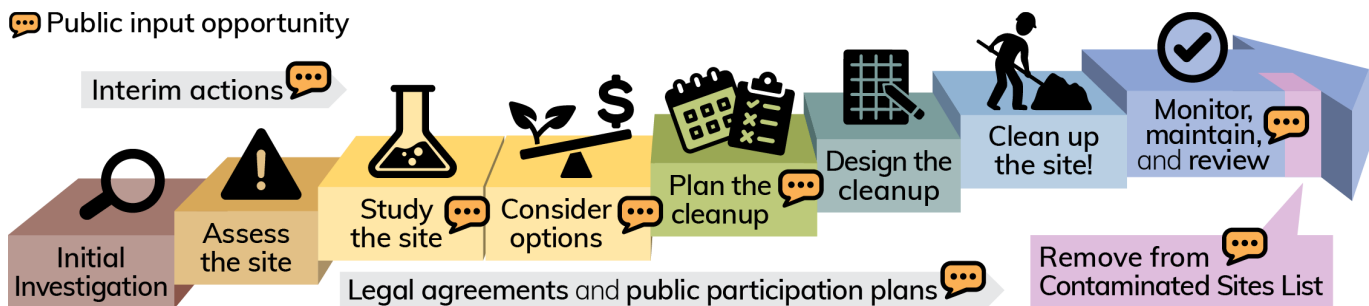 Public input opportunity
Interim actions
Initial
Investigation
Assess
the site
Study
the site
Consider
options
Plan the
cleanup
Design the
cleanup
Clean up
the site!
Monitor,
maintain,
and review
Legal agreements and public participation plans
Remove from
Contaminated Sites List